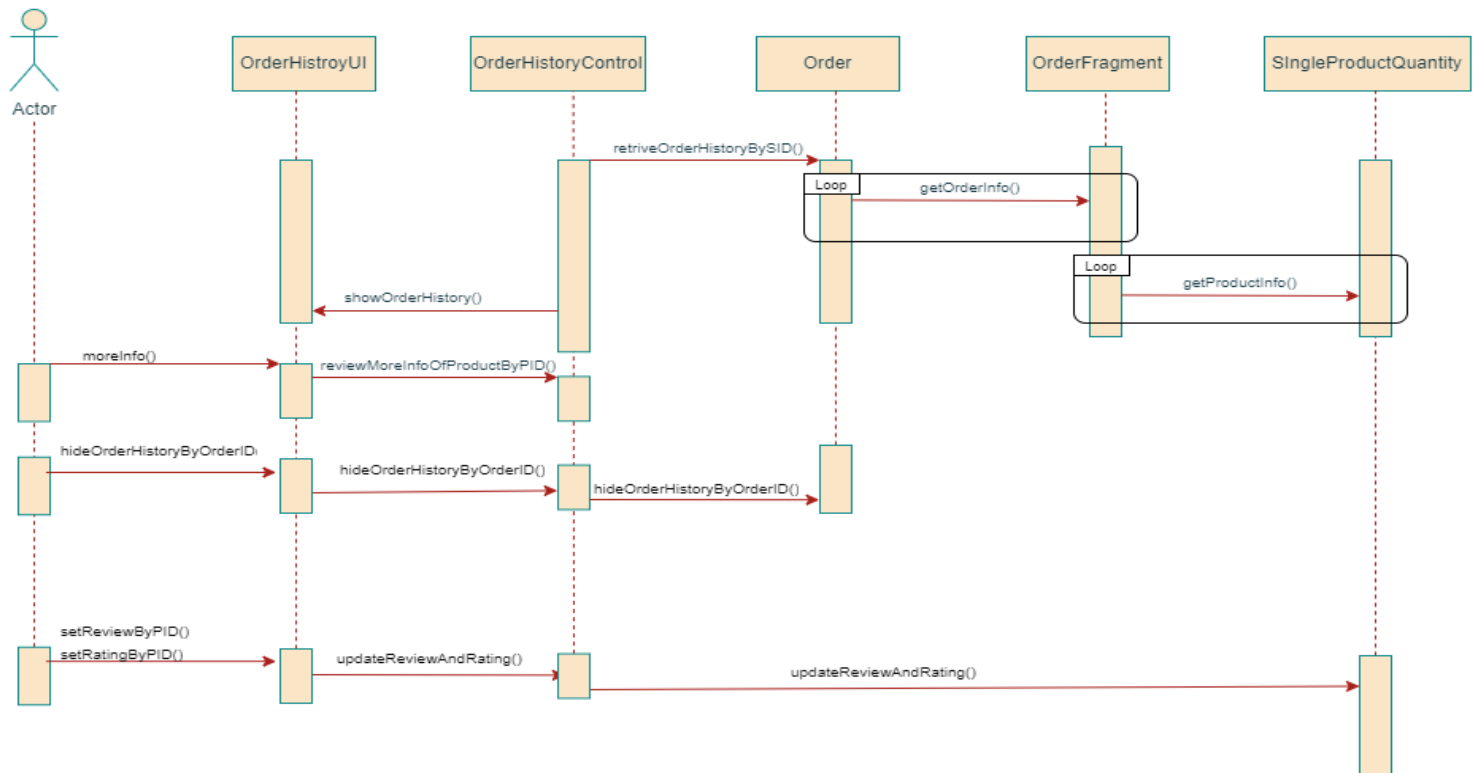 Actor
OrderHistroyUI
OrderHistoryControl
Order
OrderFragment
SIngleProductQuantity
retriveOrderHistoryBySID()
Loop
getOrderInfo()
Loop
getProductInfo()
showOrderHistory()
moreInfo()
reviewMoreInfoOfProductByPID()
hideOrderHistoryByOrderID
hideOrderHistoryByOrderID()
hideOrderHistoryByOrderID()
setReviewByPID()
setRatingByPID()
updateReviewAndRating()
updateReviewAndRating()